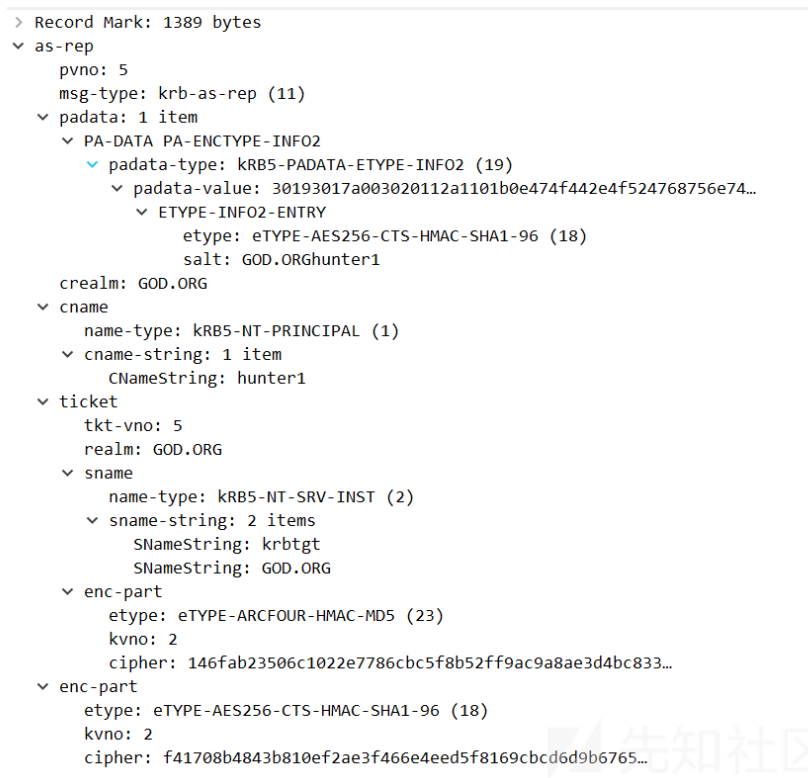 Record Mark: 1389 bytes
as-rep
pvno: 5
msg-type: krb-as-rep (11)
padata: 1 item
PA-DATA PA-ENCTYPE-INFO2
padata-type: kRB5-PADATA-ETYPE-INFO2 (19)
padata-value: 30193017a003020112a1101b0e474f442e4f524768756e74…
ETYPE-INFO2-ENTRY
etype: eTYPE-AES256-CTS-HMAC-SHA1-96 (18)
salt: GOD.ORGhunter1
crealm: GOD.ORG
cname
name-type: kRB5-NT-PRINCIPAL (1)
cname-string: 1 item
CNameString: hunter1
ticket
tkt-vno: 5
realm: GOD.ORG
sname
name-type: kRB5-NT-SRV-INST (2)
sname-string: 2 items
SNameString: krbtgt
SNameString: GOD.ORG
enc-part
etype: eTYPE-ARCFOUR-HMAC-MD5 (23)
kvno: 2
cipher: 146fab23506c1022e7786cbc5f8b52ff9ac9a8ae3d4bc833…
enc-part
etype: eTYPE-AES256-CTS-HMAC-SHA1-96 (18)
kvno: 2
cipher: f41708b4843b810ef2ae3f466e4eed5f8169cbcd6d9b6765…
先知社区